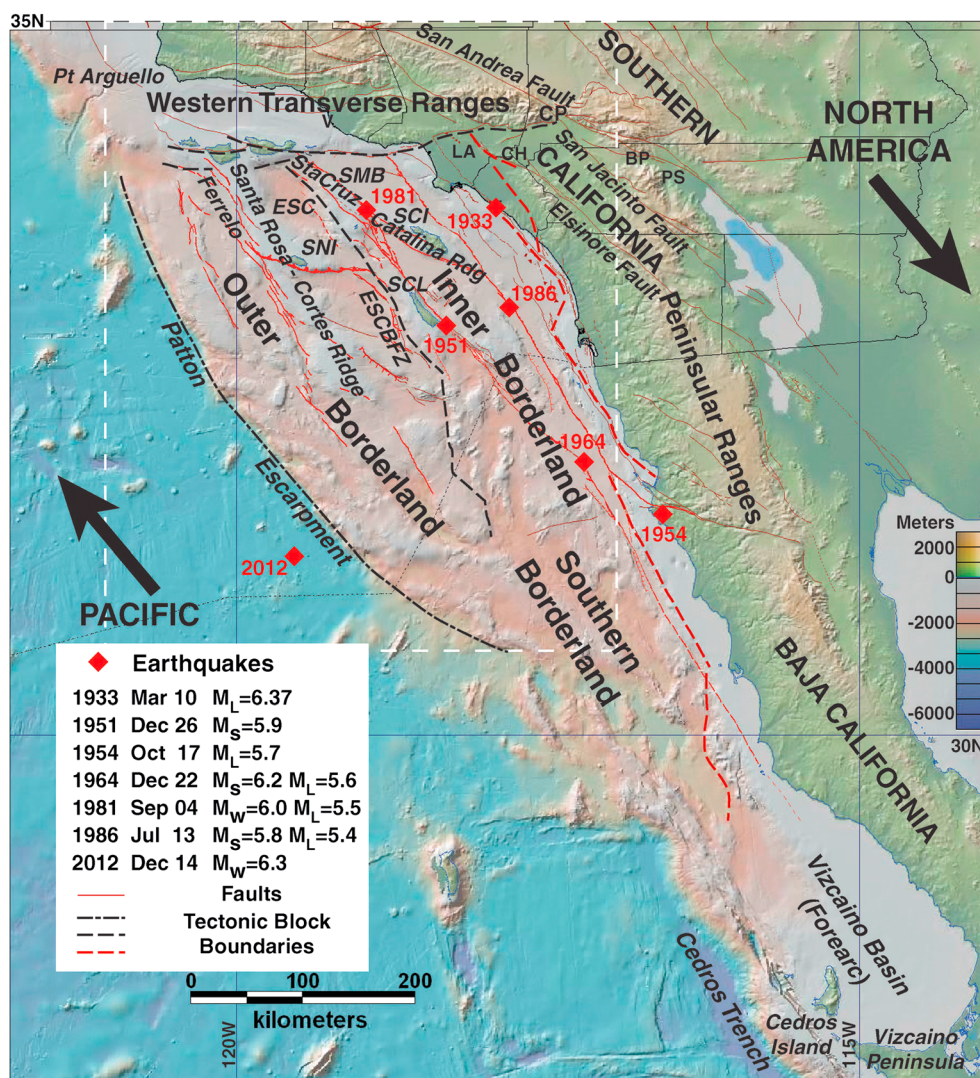 35N
Pt Arguello
San Andrea Fault
SOUTHERN
Western Transverse Ranges
V
CP
NORTH
AMERICA
LA
CH
CALIFORNIA
San Jacinto Fault
BP
PS
Elsinore Fault
SMB
StaCruz - Catalina Rdg
1981
1933
SCI
ESC
Ferrelo
Santa Rosa - Cortes Ridge
SNI
SCL
ESCBFZ
1986
1951
Outer
Borderland
Inner
Borderland
Peninsular Ranges
Patton
Escarpment
1964
1954
2012
PACIFIC
Southern
Borderland
BAJA CALIFORNIA
Meters
2000
0
-2000
-4000
-6000
30N
Earthquakes
1933 Mar 10 ML=6.37
1951 Dec 26 MS=5.9
1954 Oct 17 ML=5.7
1964 Dec 22 MS=6.2 ML=5.6
1981 Sep 04 MW=6.0 ML=5.5
1986 Jul 13 MS=5.8 ML=5.4
2012 Dec 14 MW=6.3
Faults
Tectonic Block
Boundaries
0 100 200
kilometers
120W
115W
Vizcaino Basin
(Forearc)
Cedros Trench
Cedros
Island
Vizcaino
Peninsula